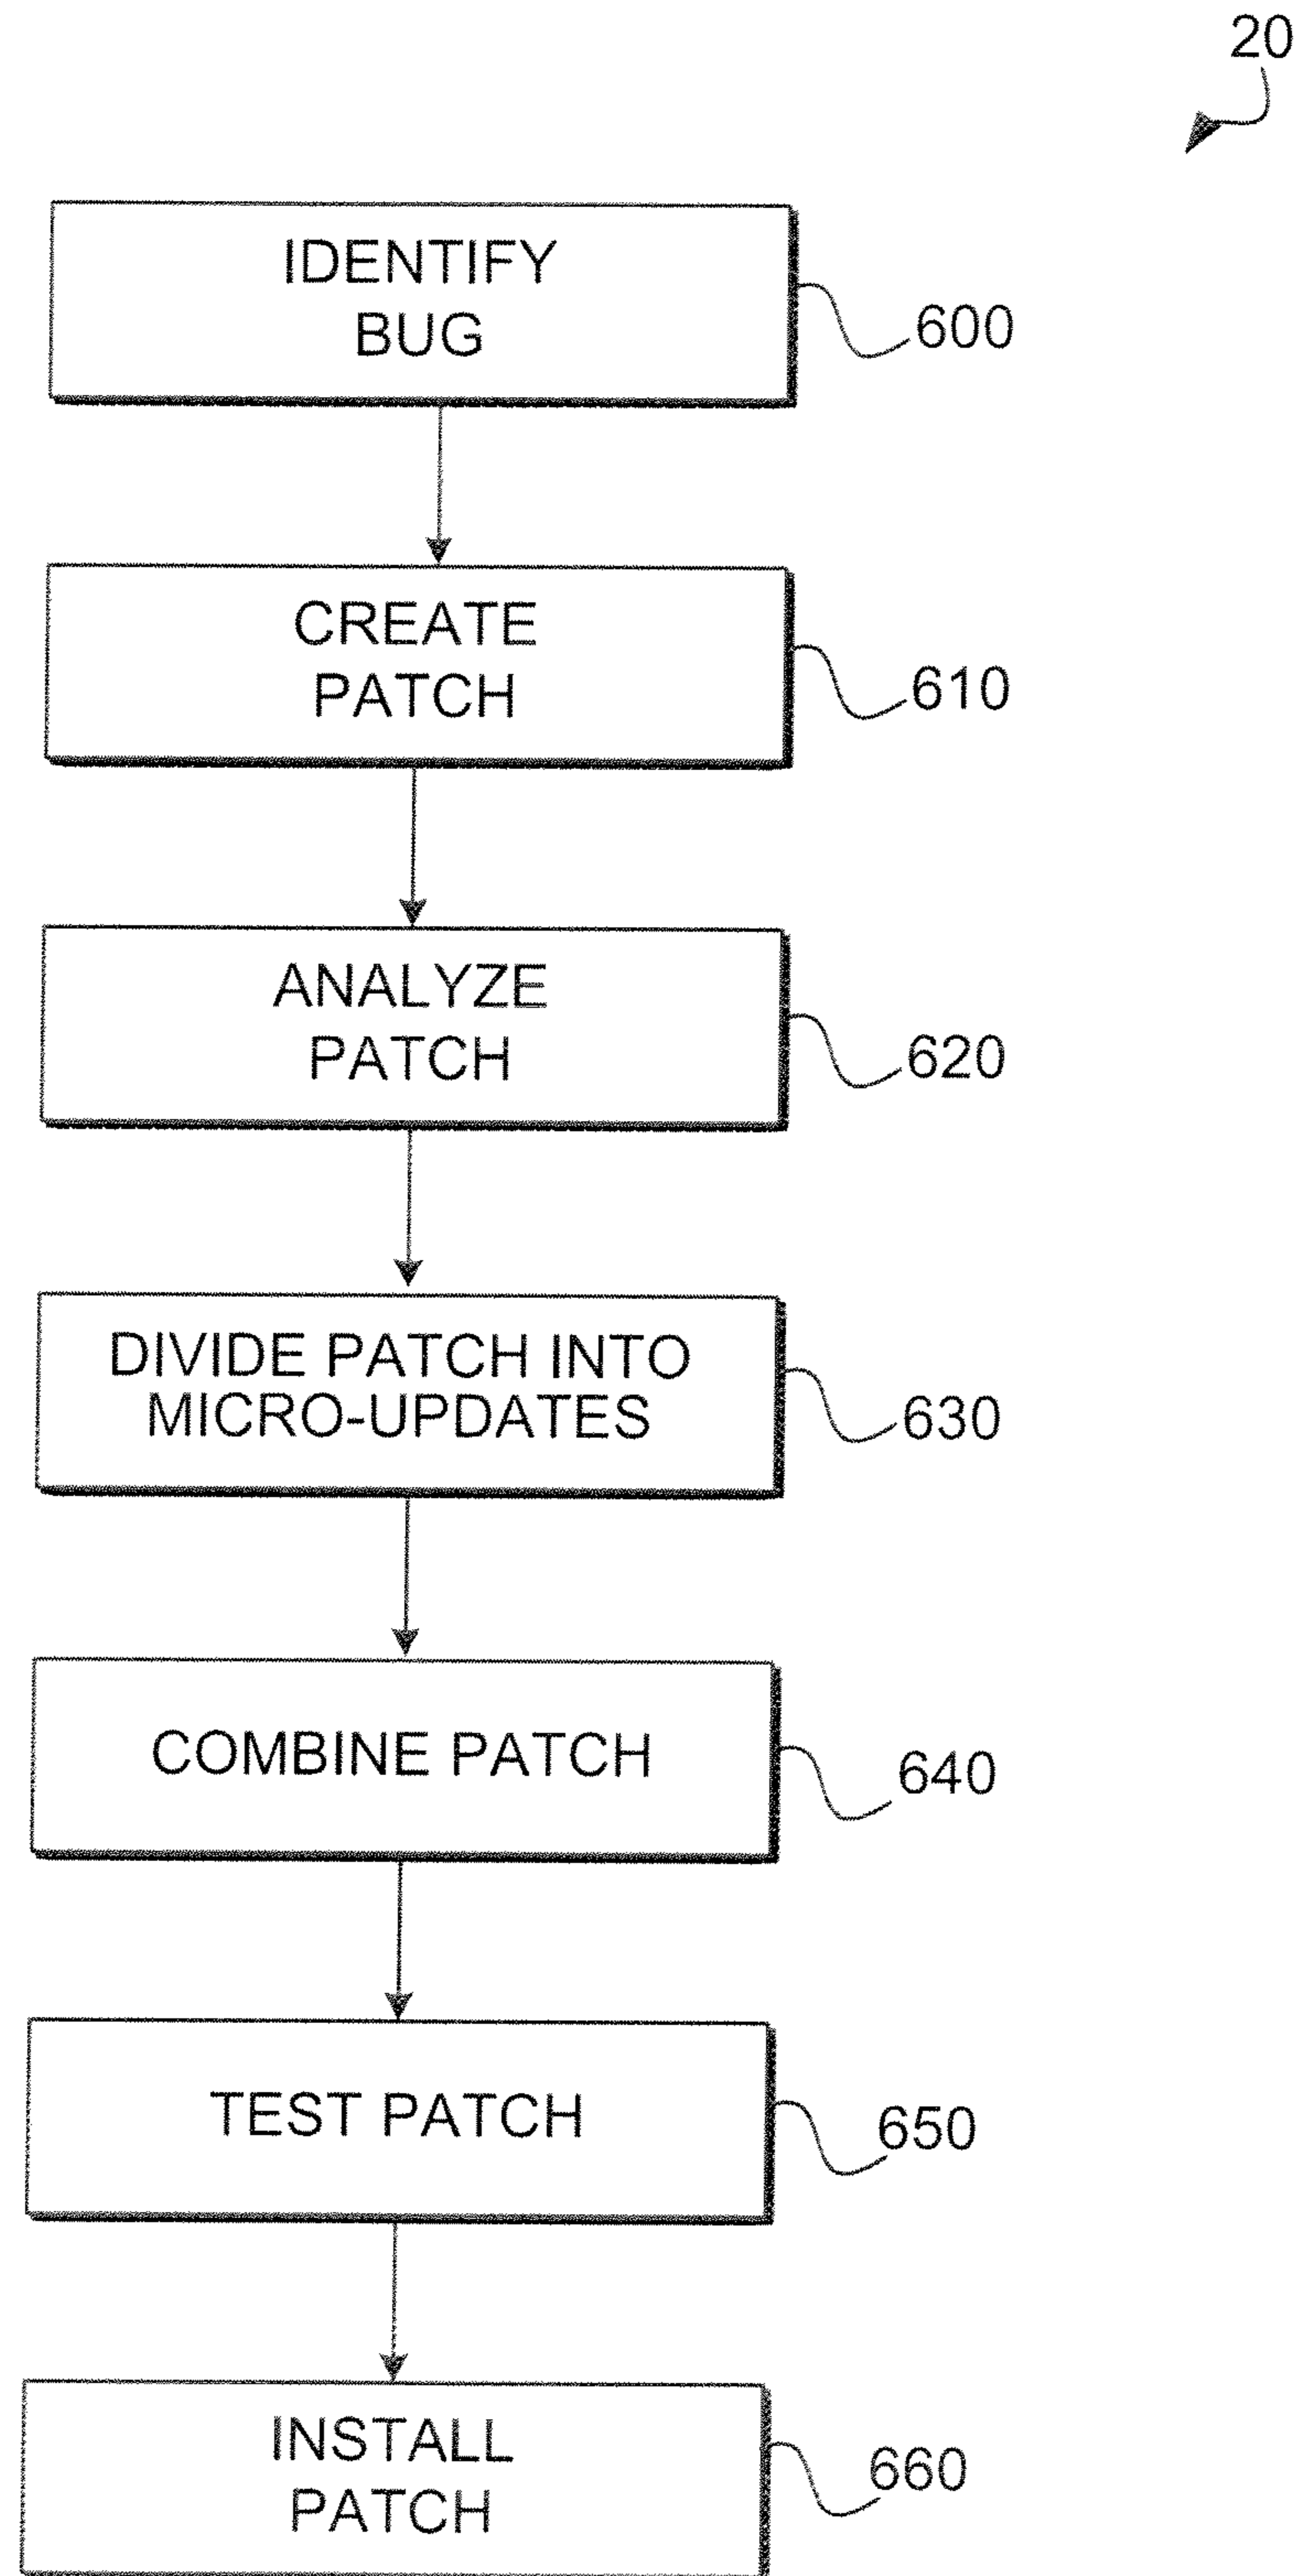 20
IDENTIFY
BUG
600
CREATE
PATCH
610
ANALYZE
PATCH
620
DIVIDE PATCH INTO
MICRO-UPDATES
630
COMBINE PATCH
640
TEST PATCH
650
INSTALL
PATCH
660